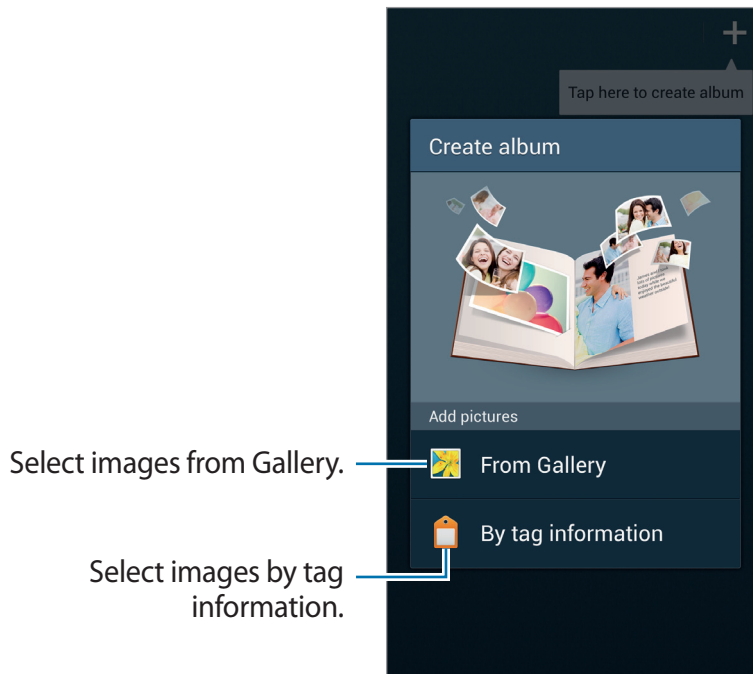 Tap here to create album
Create album
Add pictures
Select images from Gallery.
From Gallery
By tag information
Select images by tag
information.